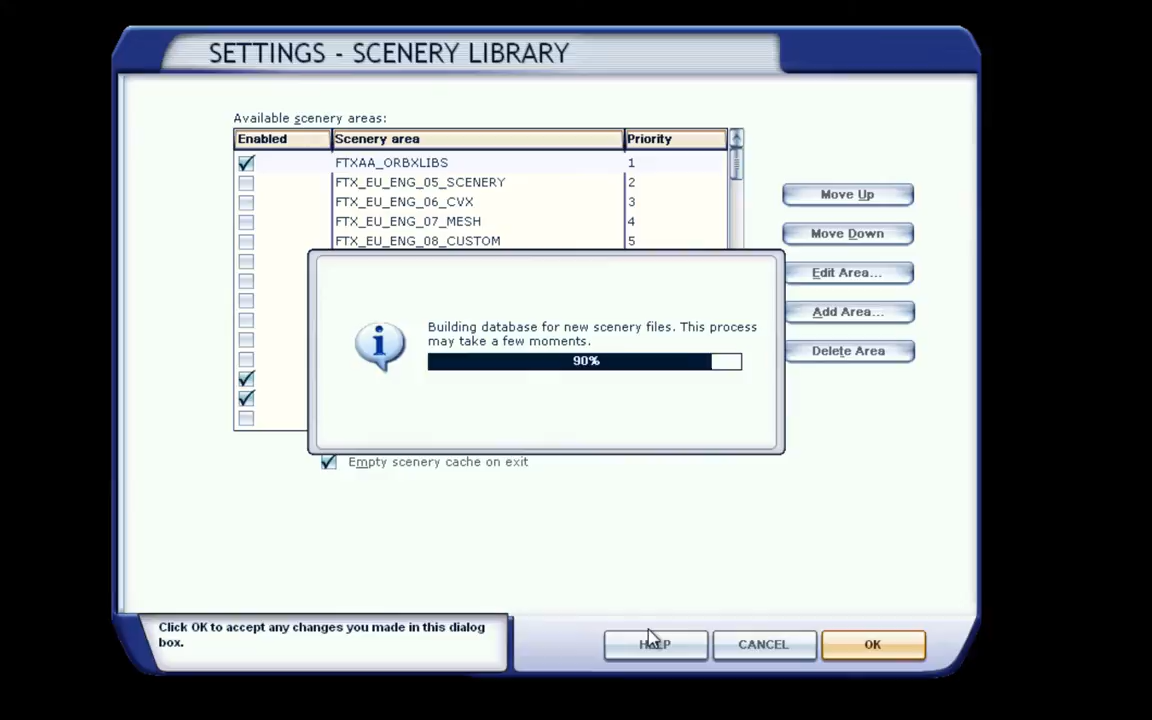 SETTINGS - SCENERY LIBRARY
Available scenery areas:
Enabled Scenery area Priority
FTXAA_ORBXLIBS 1
FTX_EU_ENG_05_SCENERY 2
FTX_EU_ENG_06_CVX 3
FTX_EU_ENG_07_MESH 4
FTX_EU_ENG_08_CUSTOM 5
Move Up
Move Down
Edit Area...
Add Area...
Delete Area
Building database for new scenery files. This process
may take a few moments.
90%
Empty scenery cache on exit
Click OK to accept any changes you made in this dialog
box.
HELP CANCEL OK